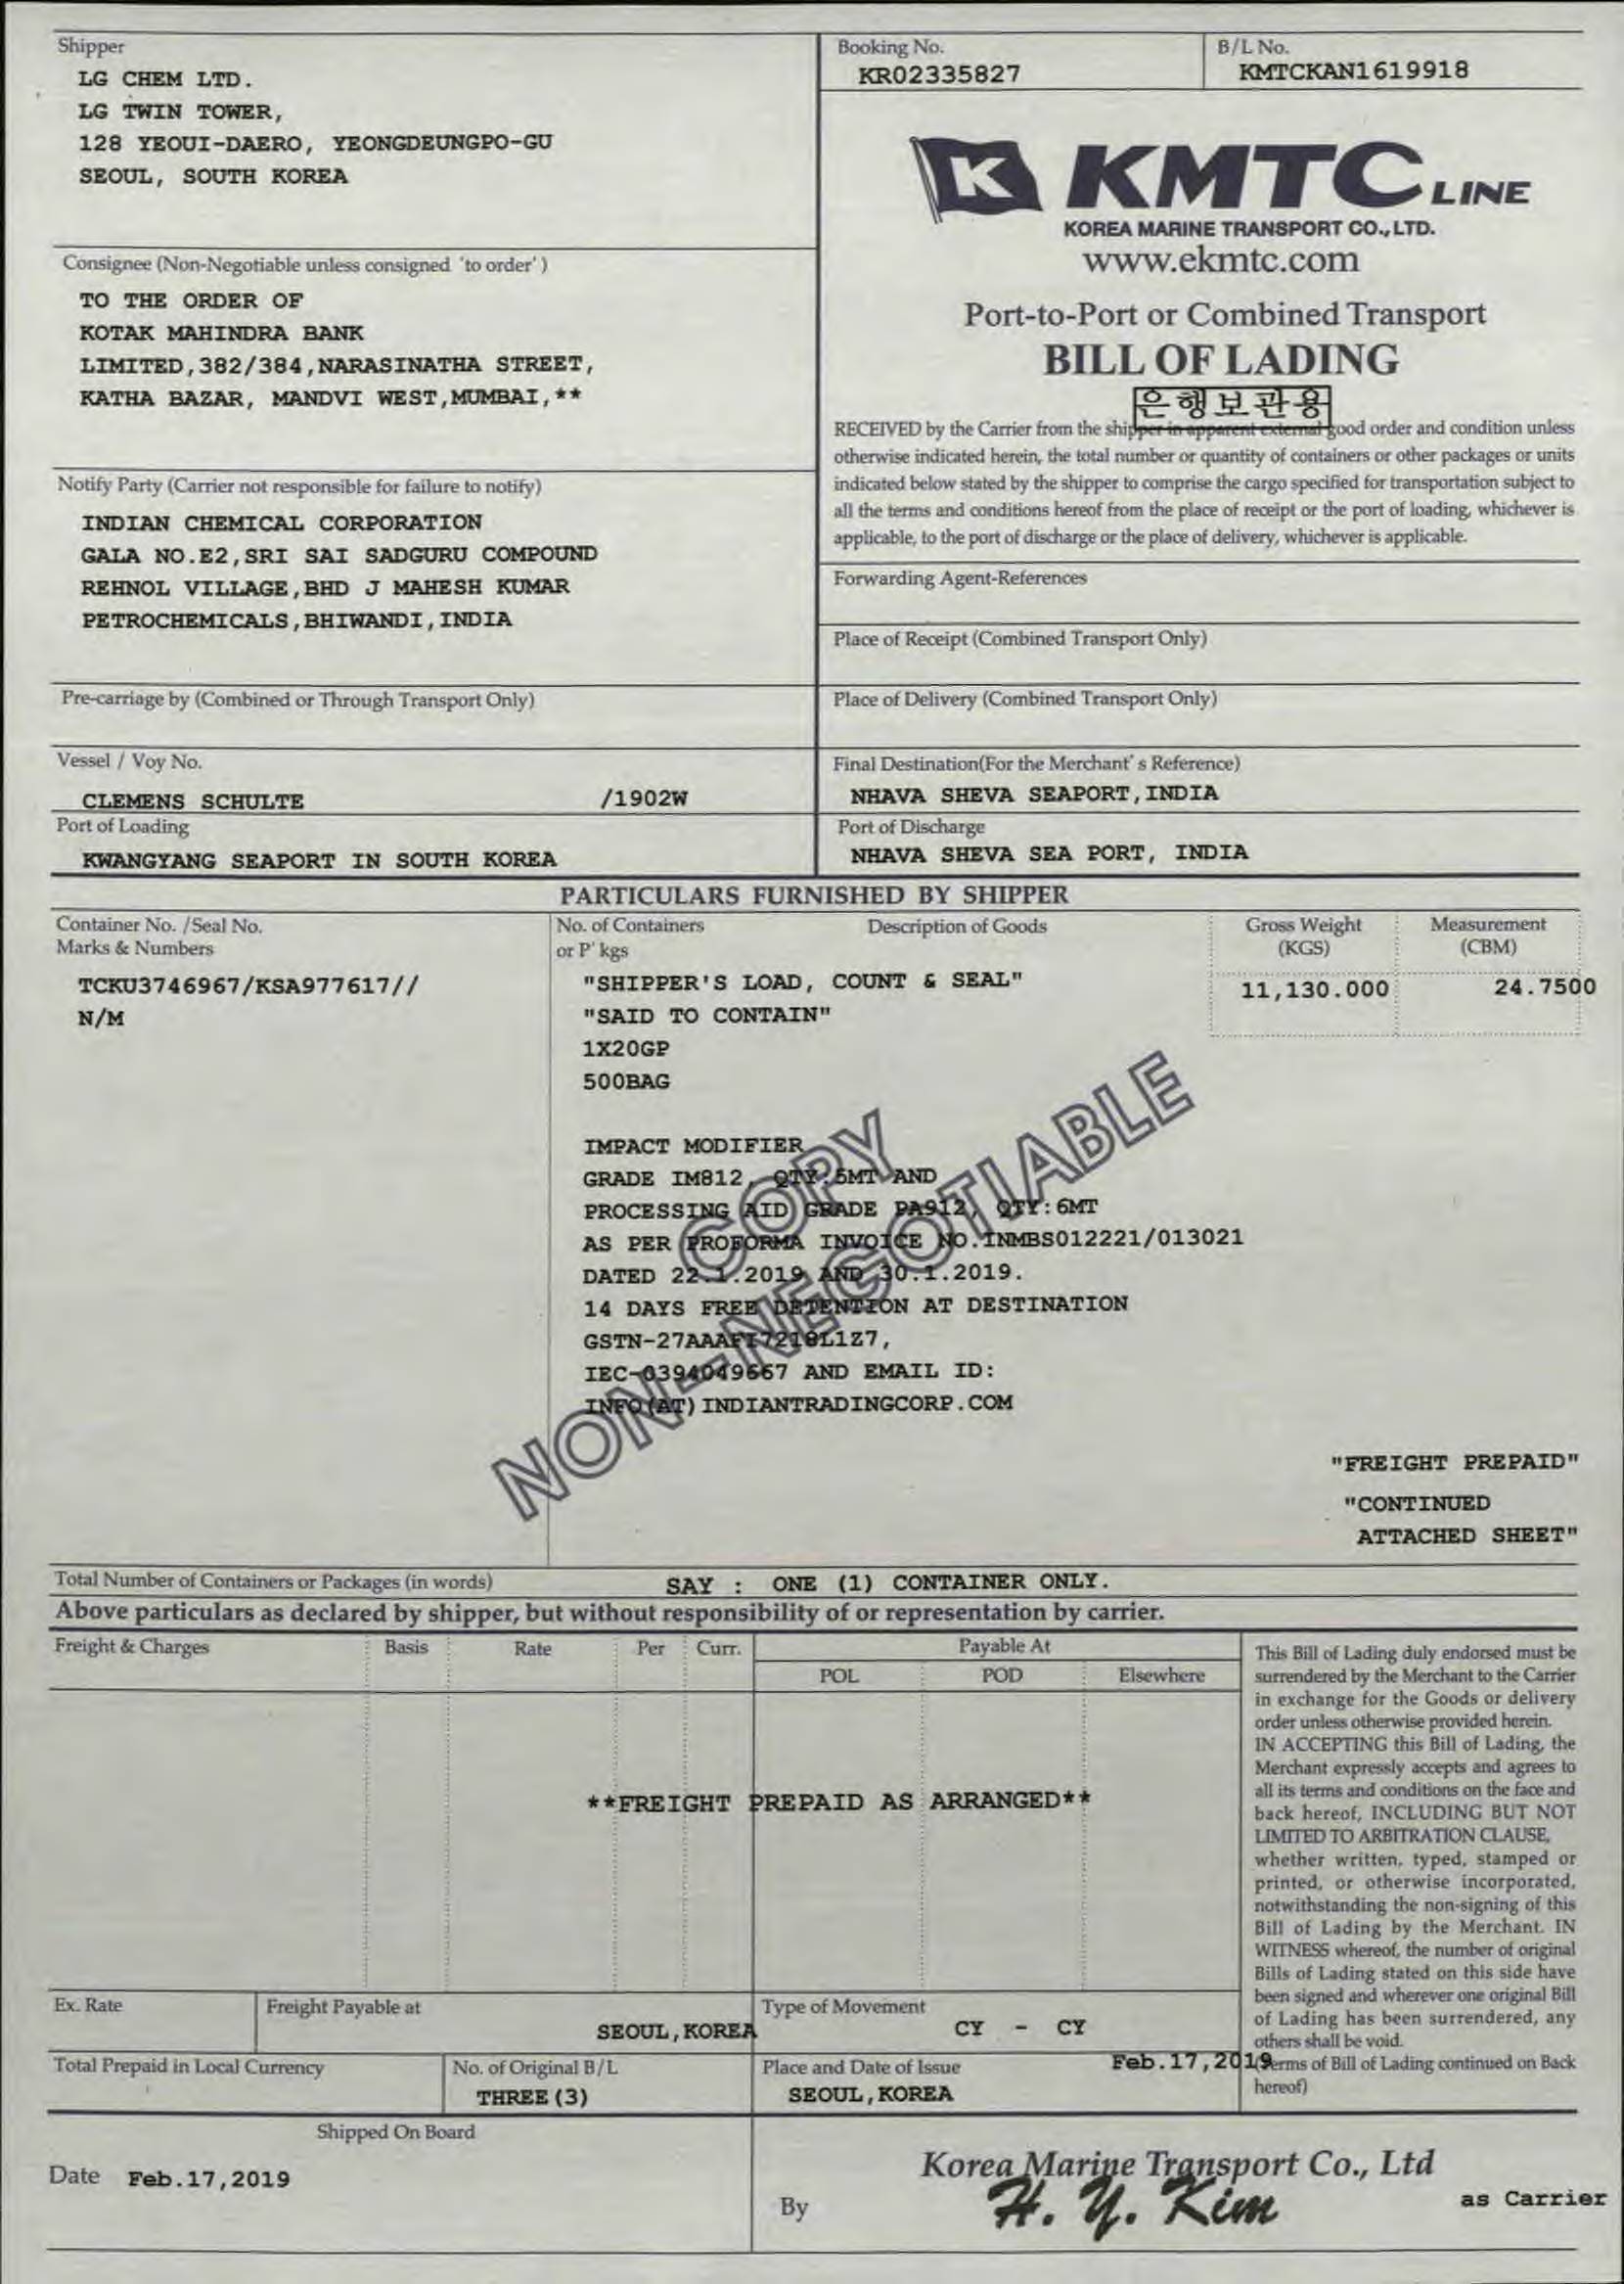 Shipper
LG CHEM LTD.
LG TWIN TOWER,
128 YEOUI-DAERO, YEONGDEUNGPO-GU
SEOUL, SOUTH KOREA
Booking No.
KR02335827
B/L No.
KMTCKAN1619918
K KMTC LINE
KOREA MARINE TRANSPORT CO., LTD.
www.ekmtc.com
Port-to-Port or Combined Transport
BILL OF LADING
은행보관용
RECEIVED by the Carrier from the shipper in apparent external good order and condition unless
otherwise indicated herein, the total number or quantity of containers or other packages or units
indicated below stated by the shipper to comprise the cargo specified for transportation subject to
all the terms and conditions hereof from the place of receipt or the port of loading, whichever is
applicable, to the port of discharge or the place of delivery, whichever is applicable.
Consignee (Non-Negotiable unless consigned 'to order' )
TO THE ORDER OF
KOTAK MAHINDRA BANK
LIMITED,382/384,NARASINATHA STREET,
KATHA BAZAR, MANDVI WEST,MUMBAI,**
Notify Party (Carrier not responsible for failure to notify)
INDIAN CHEMICAL CORPORATION
GALA NO.E2,SRI SAI SADGURU COMPOUND
REHNOL VILLAGE,BHD J MAHESH KUMAR
PETROCHEMICALS,BHIWANDI,INDIA
Forwarding Agent-References
Place of Receipt (Combined Transport Only)
Pre-carriage by (Combined or Through Transport Only)
Place of Delivery (Combined Transport Only)
Vessel / Voy No.
CLEMENS SCHULTE /1902W
Final Destination(For the Merchant' s Reference)
NHAVA SHEVA SEAPORT,INDIA
Port of Loading
KWANGYANG SEAPORT IN SOUTH KOREA
Port of Discharge
NHAVA SHEVA SEA PORT, INDIA
PARTICULARS FURNISHED BY SHIPPER
Container No. /Seal No.
Marks & Numbers
No. of Containers
or P' kgs
Description of Goods
Gross Weight
(KGS)
Measurement
(CBM)
TCKU3746967/KSA977617//
N/M
"SHIPPER'S LOAD, COUNT & SEAL"
"SAID TO CONTAIN"
1X20GP
500BAG
11,130.000
24.7500
IMPACT MODIFIER
GRADE IM812, QTY:5MT AND
PROCESSING AID GRADE PA912, QTY:6MT
AS PER PROFORMA INVOICE NO.INMBS012221/013021
DATED 22.1.2019 AND 30.1.2019.
14 DAYS FREE DETENTION AT DESTINATION
GSTN-27AAAFI7218L1Z7,
IEC-0394049667 AND EMAIL ID:
INFO(AT)INDIANTRADINGCORP.COM
COPY
NON-NEGOTIABLE
"FREIGHT PREPAID"
"CONTINUED
ATTACHED SHEET"
Total Number of Containers or Packages (in words)
SAY : ONE (1) CONTAINER ONLY.
Above particulars as declared by shipper, but without responsibility of or representation by carrier.
Freight & Charges
Basis
Rate
Per
Curr.
Payable At
POL
POD
Elsewhere
**FREIGHT PREPAID AS ARRANGED**
This Bill of Lading duly endorsed must be
surrendered by the Merchant to the Carrier
in exchange for the Goods or delivery
order unless otherwise provided herein.
IN ACCEPTING this Bill of Lading, the
Merchant expressly accepts and agrees to
all its terms and conditions on the face and
back hereof, INCLUDING BUT NOT
LIMITED TO ARBITRATION CLAUSE,
whether written, typed, stamped or
printed, or otherwise incorporated,
notwithstanding the non-signing of this
Bill of Lading by the Merchant. IN
WITNESS whereof, the number of original
Bills of Lading stated on this side have
been signed and wherever one original Bill
of Lading has been surrendered, any
others shall be void.
(Terms of Bill of Lading continued on Back
hereof)
Ex. Rate
Freight Payable at
SEOUL,KOREA
Type of Movement
CY - CY
Total Prepaid in Local Currency
No. of Original B/L
THREE(3)
Place and Date of Issue
Feb.17,2019
SEOUL,KOREA
Shipped On Board
Date Feb.17,2019
Korea Marine Transport Co., Ltd
By
H. Y. Kim
as Carrier